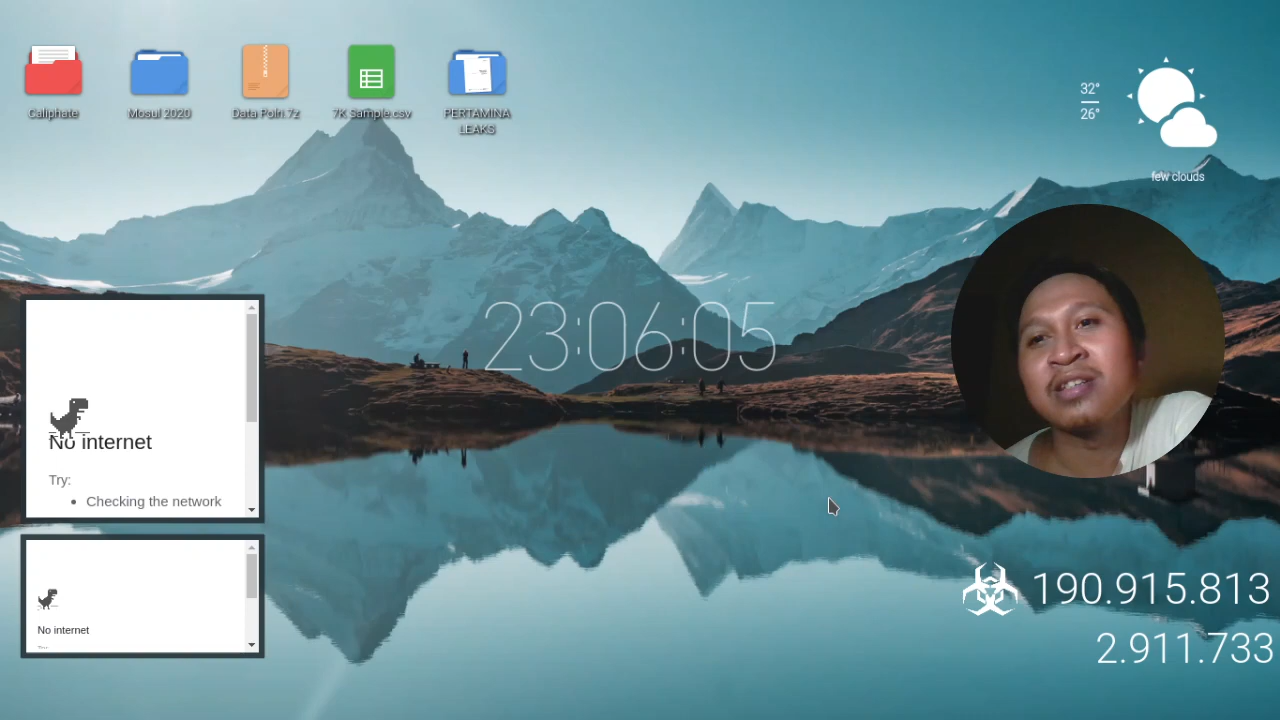 Caliphate
Mosul 2020
Data Polri.7z
7K Sample.csv
PERTAMINA
LEAKS
32°
26°
few clouds
23:06:05
No internet
Try:
Checking the network
No internet
Try:
190.915.813
2.911.733